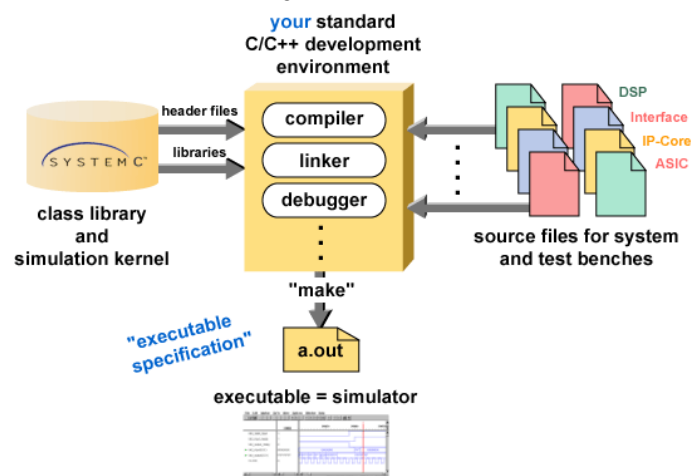 your standard
C/C++ development
environment
header files
libraries
SYSTEMC™
class library
and
simulation kernel
compiler
linker
debugger
DSP
Interface
IP-Core
ASIC
source files for system
and test benches
"make"
"executable
specification"
a.out
executable = simulator